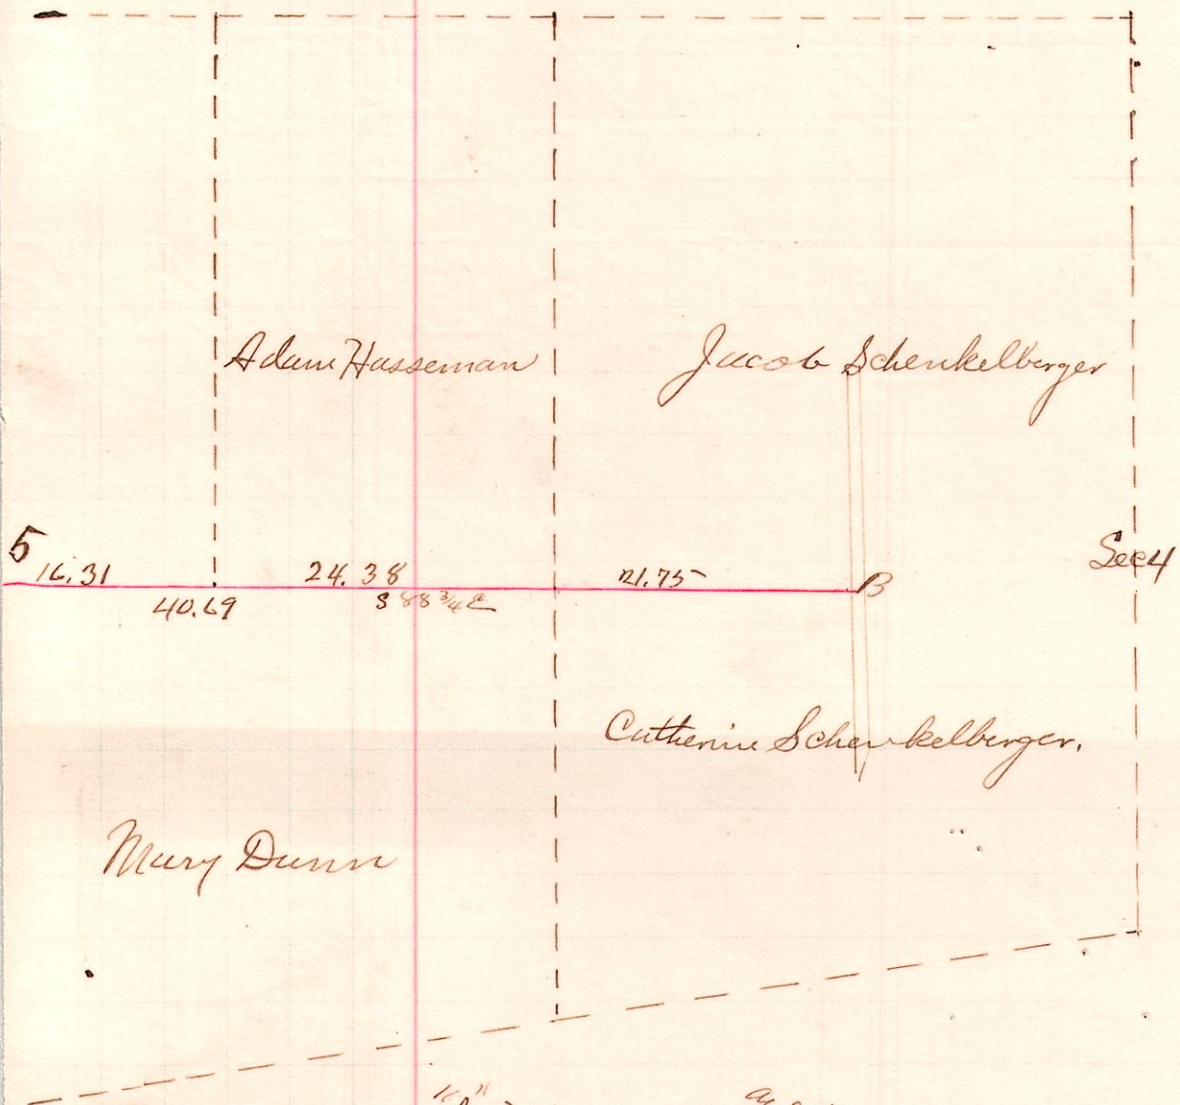 Adam Hasseman
Jacob Schenkelberger
5
16.31
24.38
21.75
B
Sec 4
40.69
S 88 3/4 E
Catherine Schenkelberger.
Mary Dunn